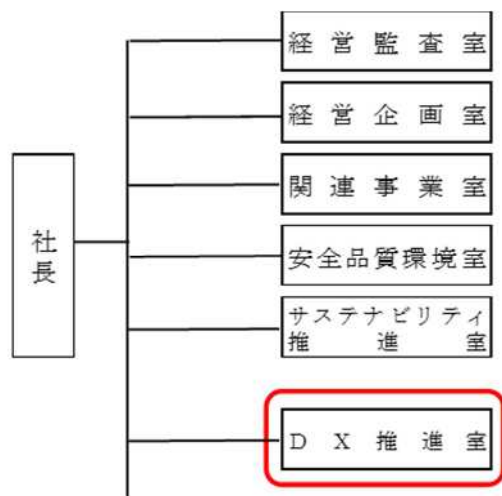 経営監査室
経営企画室
関連事業室
社長
安全品質環境室
サステナビリティ
推進室
DX推進室